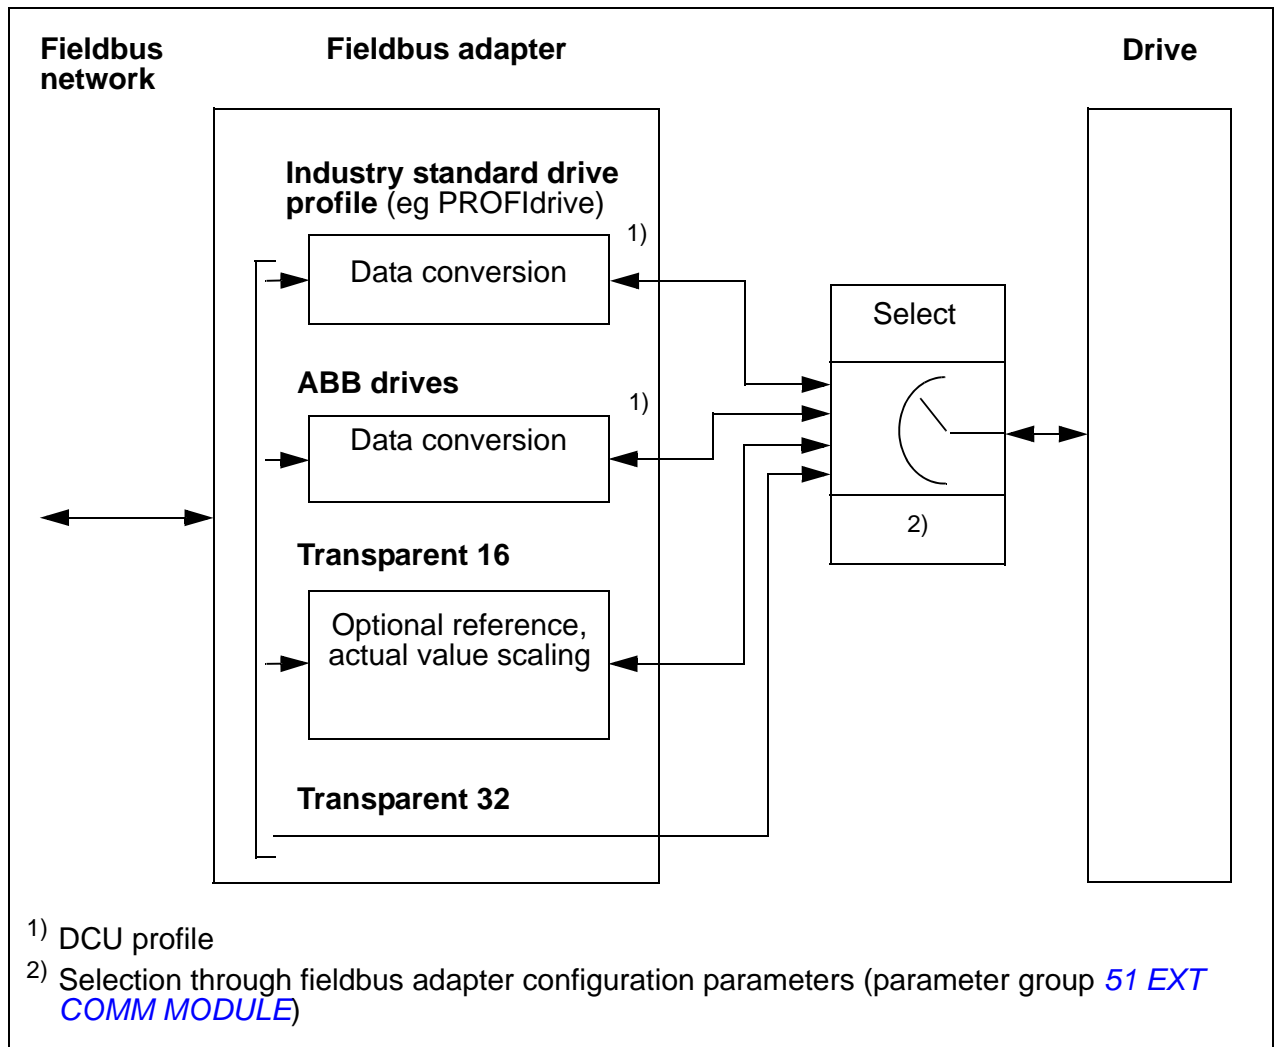 Fieldbus network
Fieldbus adapter
Drive
Industry standard drive
profile (eg PROFIdrive)
1)
Data conversion
Select
ABB drives
1)
Data conversion
2)
Transparent 16
Optional reference,
actual value scaling
Transparent 32
1) DCU profile
2) Selection through fieldbus adapter configuration parameters (parameter group 51 EXT
COMM MODULE)